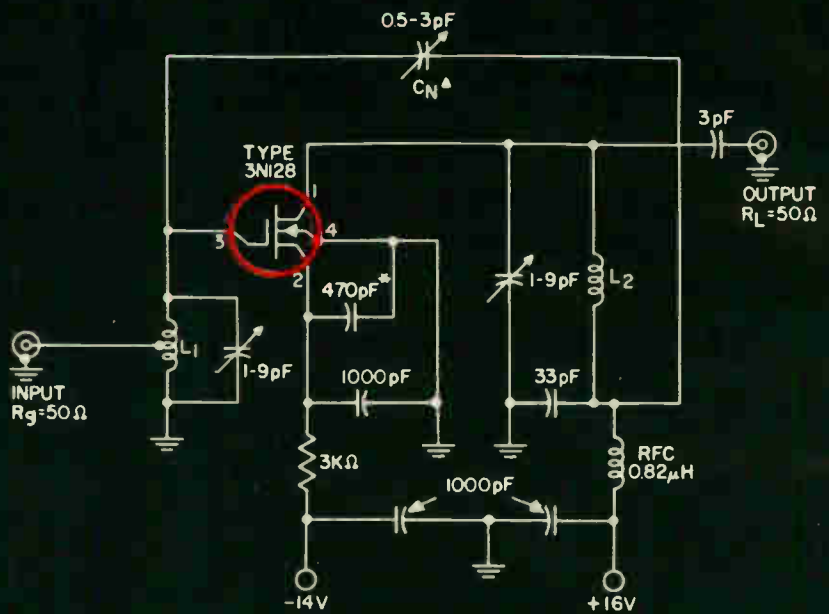 0.5-3pF
CN▲
3pF
TYPE
3N128
1
3
4
2
OUTPUT
RL=50Ω
470pF*
1-9pF
L2
L1
1-9pF
INPUT
Rg=50Ω
1000pF
33pF
3KΩ
RFC
0.82μH
1000pF
-14V
+16V